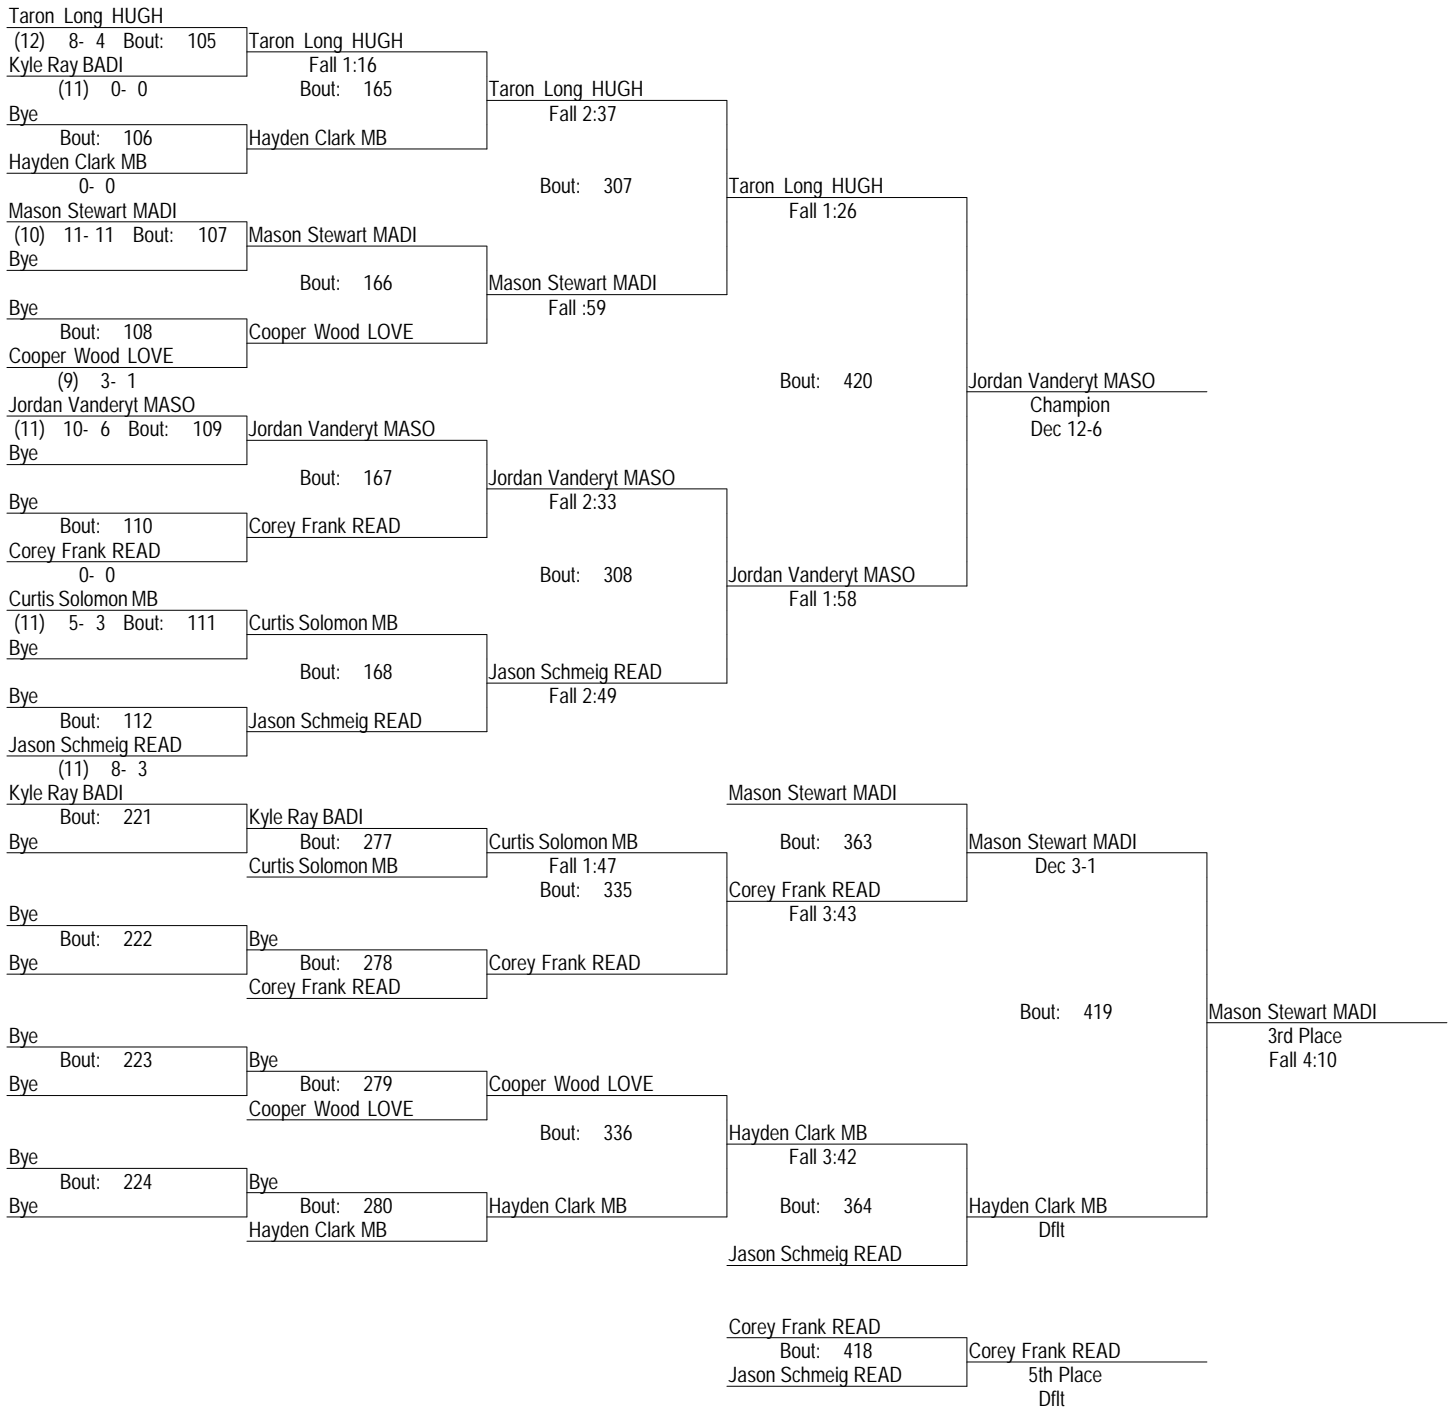 Taron Long HUGH
(12) 8- 4 Bout: 105 Taron Long HUGH
Kyle Ray BADI Fall 1:16
(11) 0- 0 Bout: 165 Taron Long HUGH
Bye Fall 2:37
Bout: 106 Hayden Clark MB
Hayden Clark MB
0- 0 Bout: 307 Taron Long HUGH
Mason Stewart MADI Fall 1:26
(10) 11- 11 Bout: 107 Mason Stewart MADI
Bye
Bout: 166 Mason Stewart MADI
Bye Fall :59
Bout: 108 Cooper Wood LOVE
Cooper Wood LOVE
(9) 3- 1 Bout: 420 Jordan Vanderyt MASO
Jordan Vanderyt MASO Champion
(11) 10- 6 Bout: 109 Jordan Vanderyt MASO Dec 12-6
Bye
Bout: 167 Jordan Vanderyt MASO
Bye Fall 2:33
Bout: 110 Corey Frank READ
Corey Frank READ
0- 0 Bout: 308 Jordan Vanderyt MASO
Curtis Solomon MB Fall 1:58
(11) 5- 3 Bout: 111 Curtis Solomon MB
Bye
Bout: 168 Jason Schmeig READ
Bye Fall 2:49
Bout: 112 Jason Schmeig READ
Jason Schmeig READ
(11) 8- 3
Kyle Ray BADI Mason Stewart MADI
Bout: 221 Kyle Ray BADI
Bye Bout: 277 Curtis Solomon MB Bout: 363 Mason Stewart MADI
Curtis Solomon MB Fall 1:47 Dec 3-1
Bout: 335 Corey Frank READ
Bye Fall 3:43
Bout: 222 Bye
Bye Bout: 278 Corey Frank READ
Corey Frank READ
Bout: 419 Mason Stewart MADI
Bye 3rd Place
Bout: 223 Bye Fall 4:10
Bye Bout: 279 Cooper Wood LOVE
Cooper Wood LOVE
Bout: 336 Hayden Clark MB
Bye Fall 3:42
Bout: 224 Bye
Bye Bout: 280 Hayden Clark MB Bout: 364 Hayden Clark MB
Hayden Clark MB Dflt
Jason Schmeig READ
Corey Frank READ
Bout: 418 Corey Frank READ
Jason Schmeig READ 5th Place
Dflt